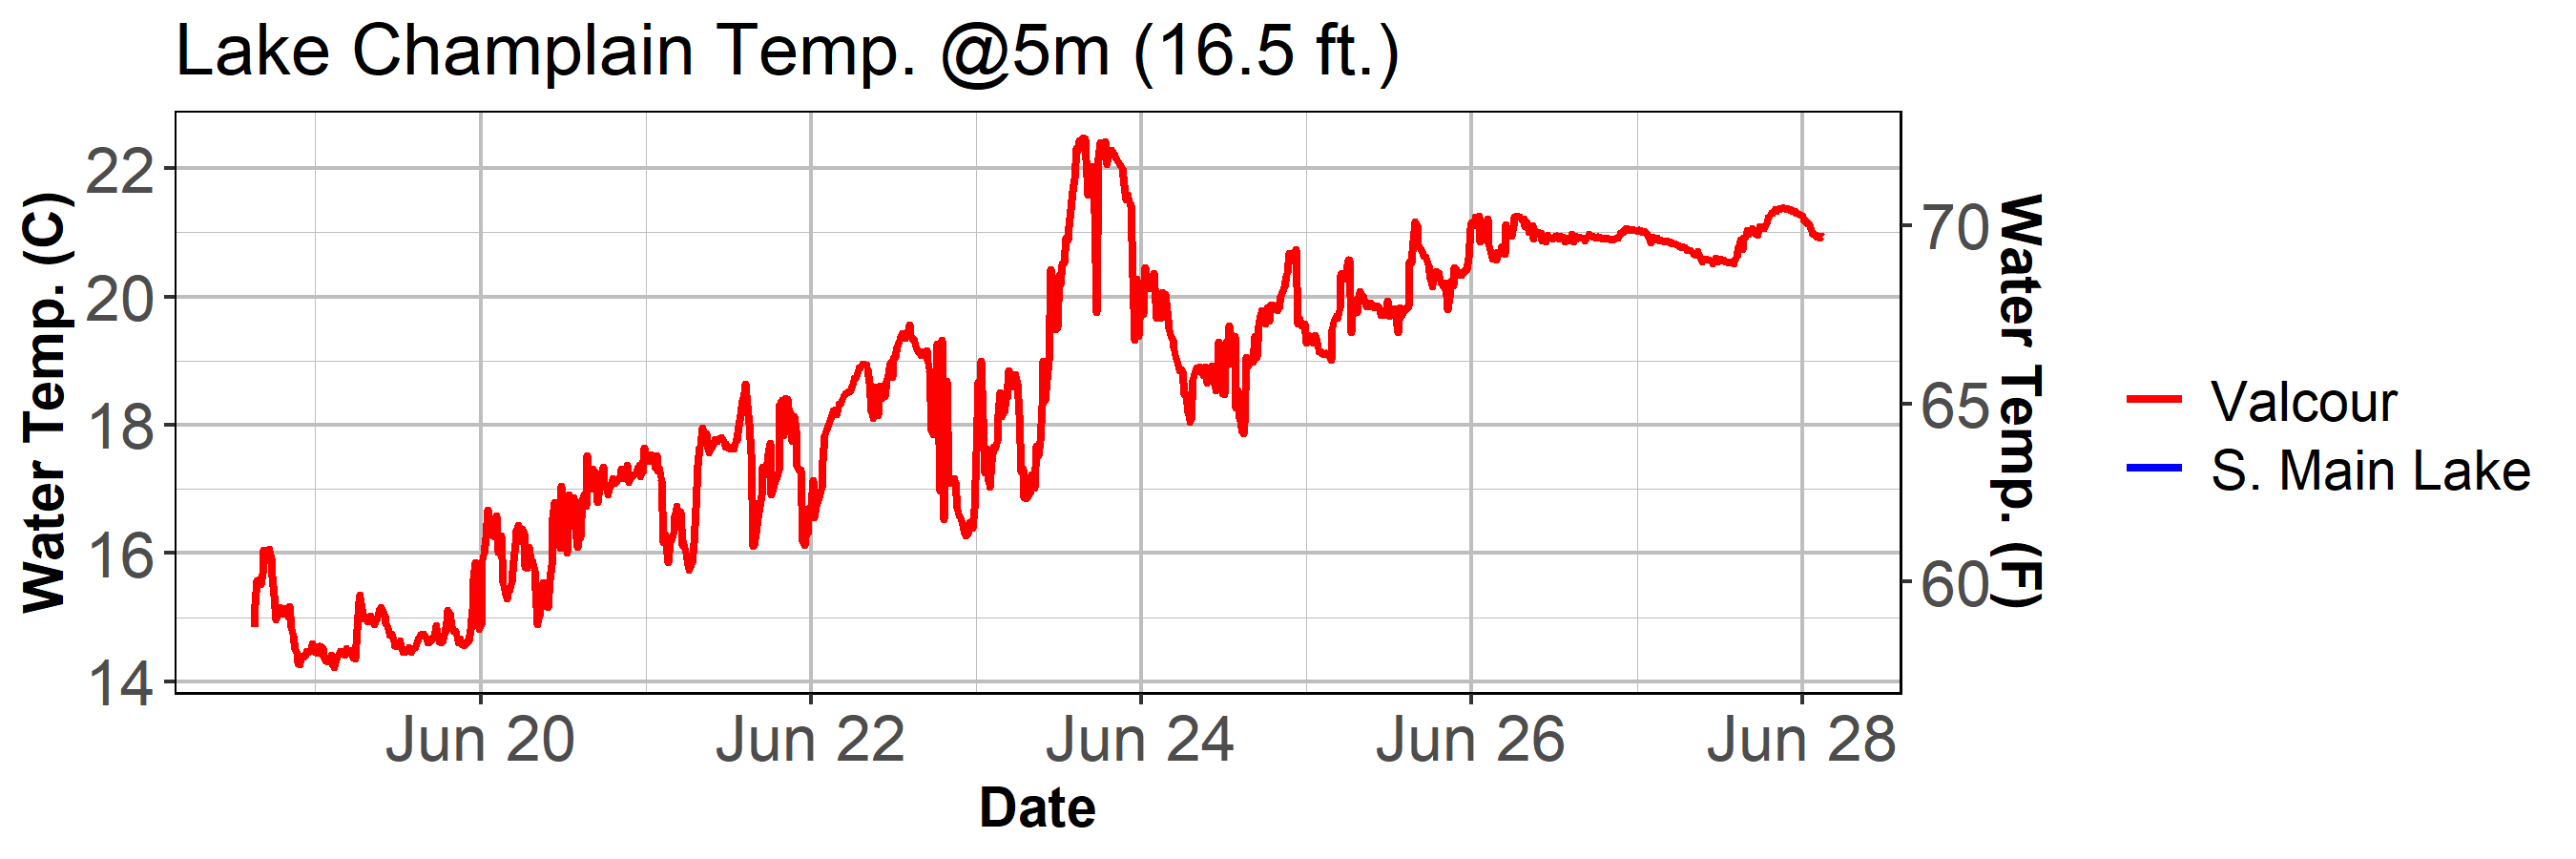 Lake Champlain Temp. @5m (16.5 ft.)
Water Temp. (C)
22
20
18
16
14
70
65
60
Water Temp. (F)
Jun 20
Jun 22
Jun 24
Jun 26
Jun 28
Date
Valcour
S. Main Lake